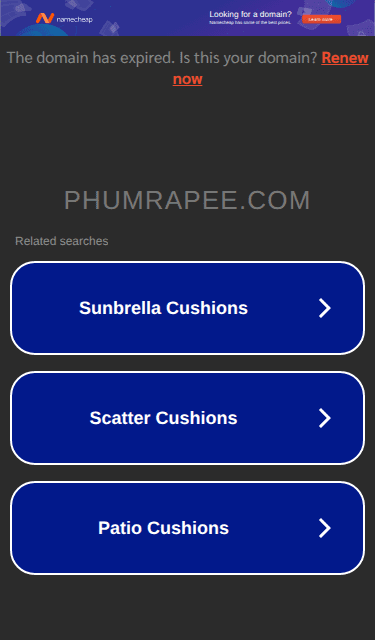 namecheap
Looking for a domain?
Namecheap has some of the best prices.
Learn more
The domain has expired. Is this your domain? Renew
now
PHUMRAPEE.COM
Related searches
Sunbrella Cushions
Scatter Cushions
Patio Cushions